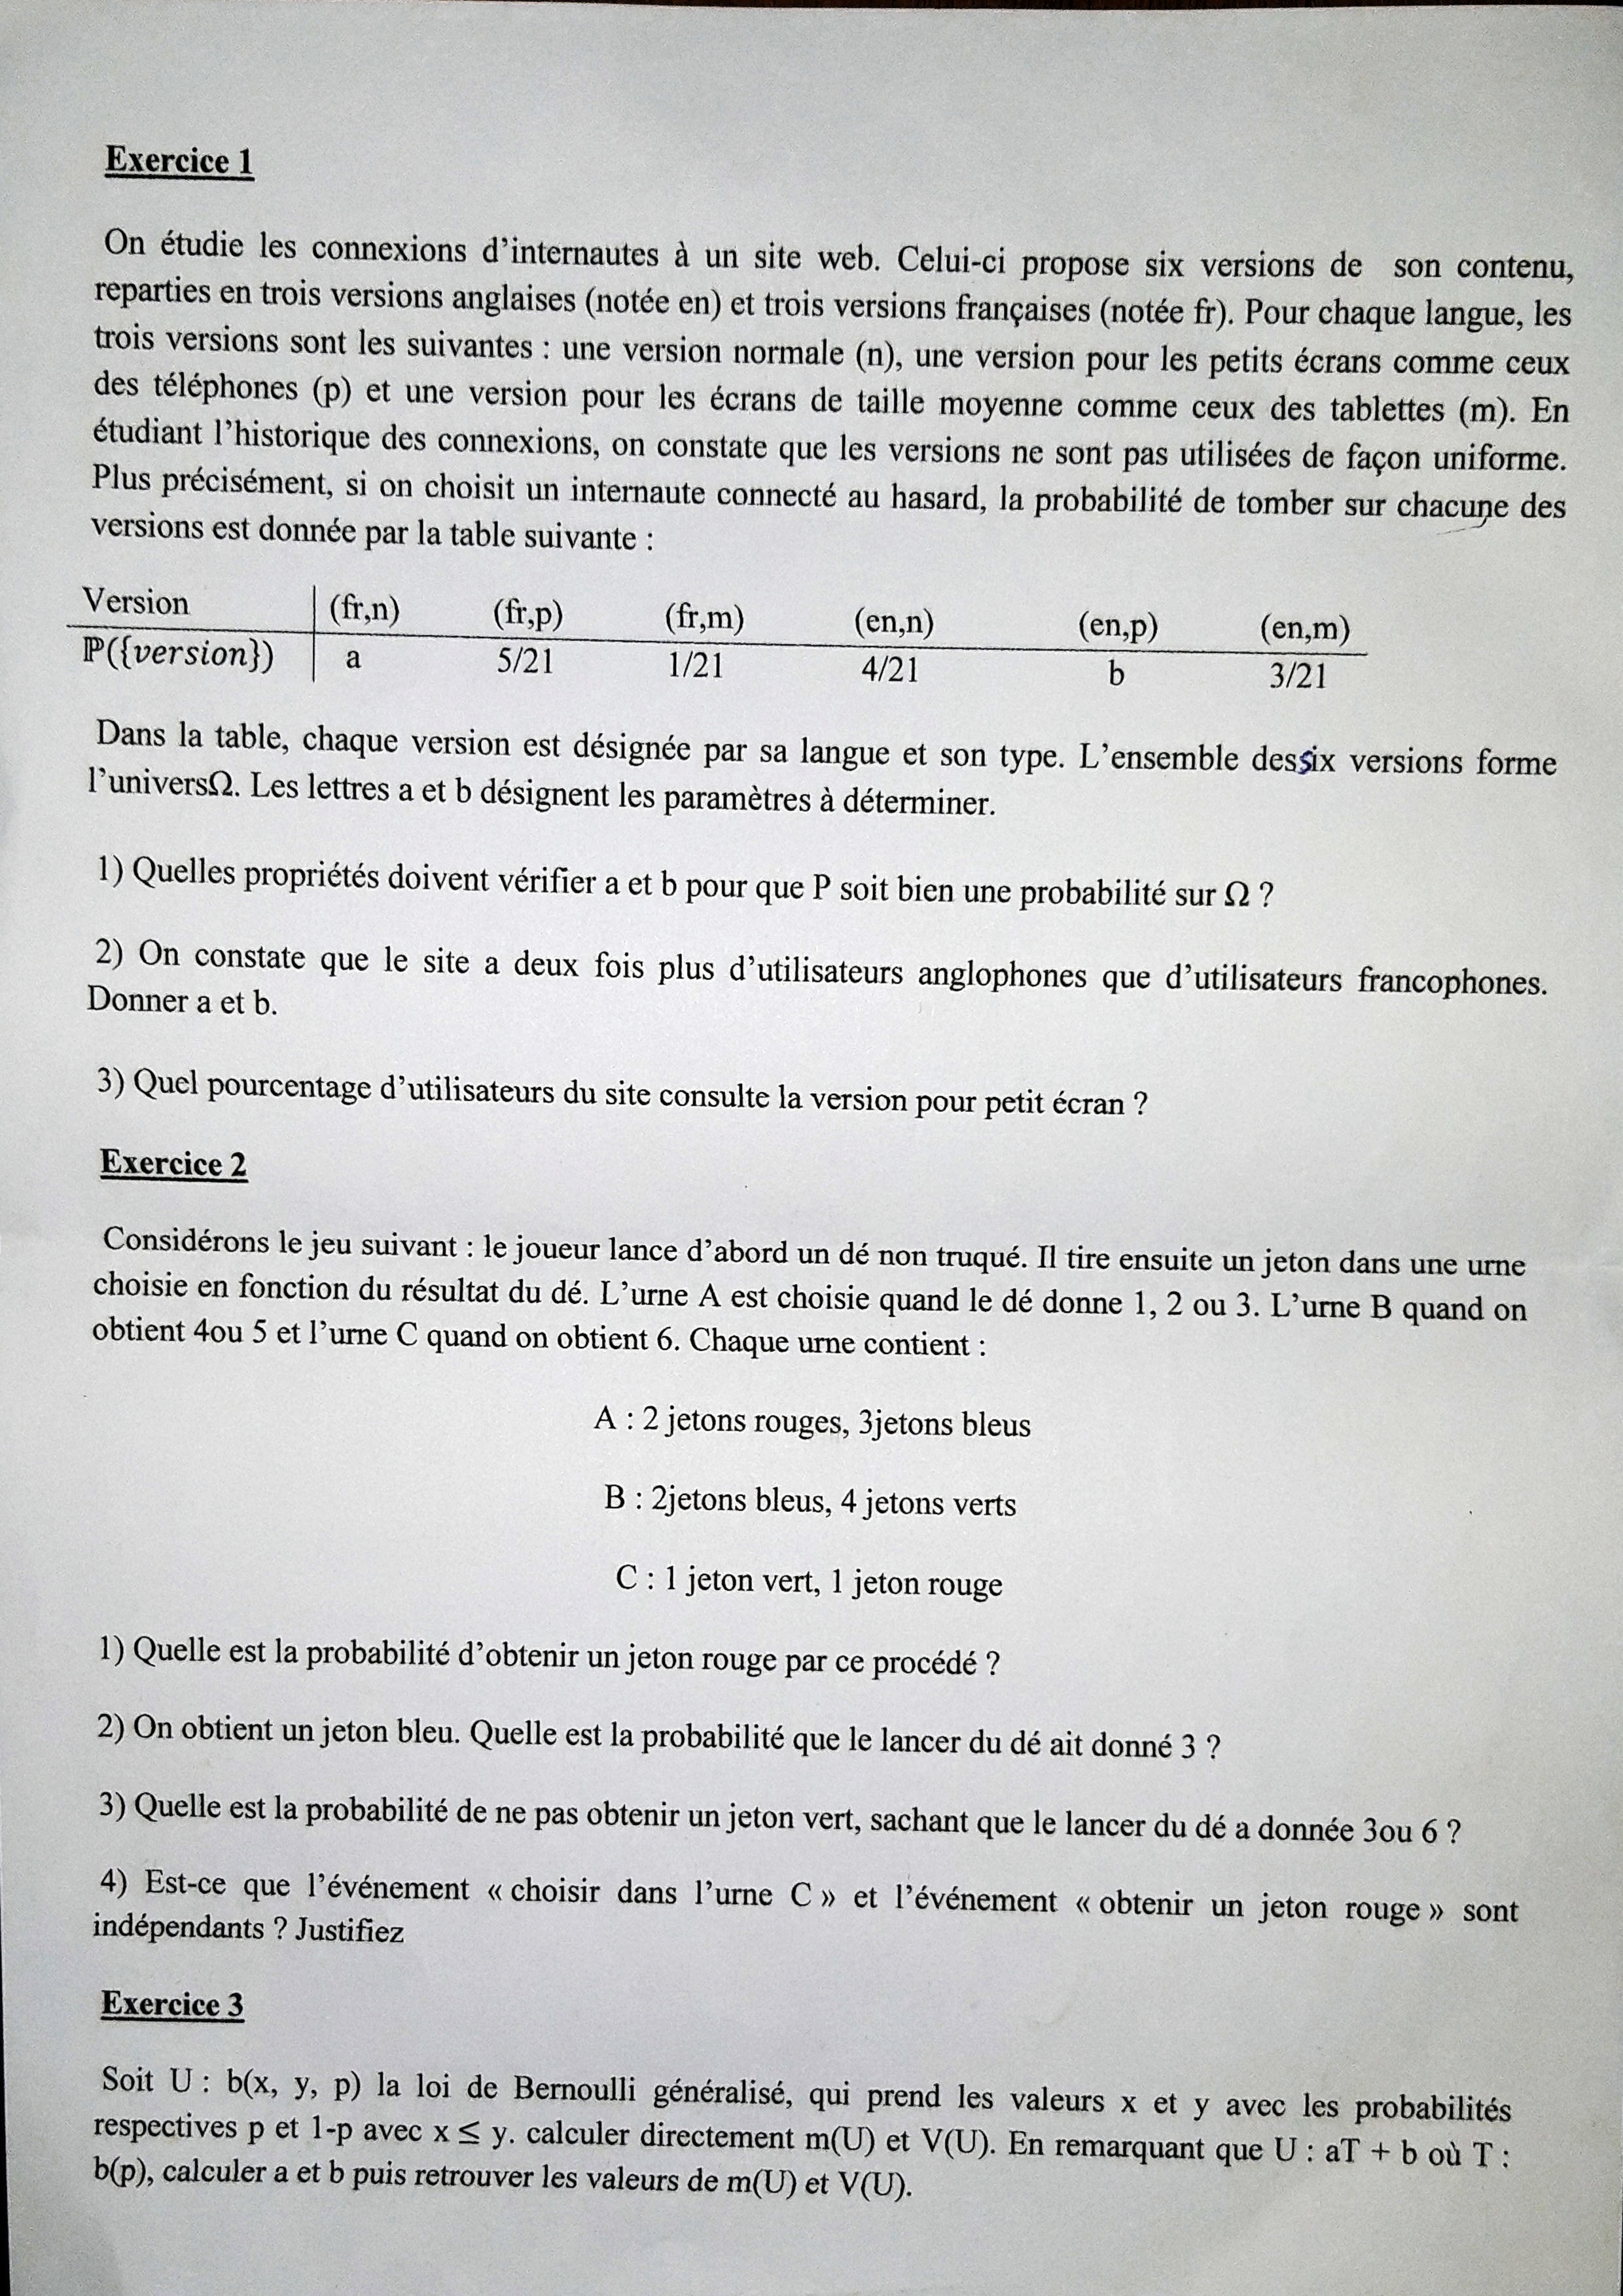 Exercice 1
On étudie les connexions d'internautes à un site web. Celui-ci propose six versions de son contenu,
reparties en trois versions anglaises (notée en) et trois versions françaises (notée fr). Pour chaque langue, les
trois versions sont les suivantes : une version normale (n), une version pour les petits écrans comme ceux
des téléphones (p) et une version pour les écrans de taille moyenne comme ceux des tablettes (m). En
étudiant l'historique des connexions, on constate que les versions ne sont pas utilisées de façon uniforme.
Plus précisément, si on choisit un internaute connecté au hasard, la probabilité de tomber sur chacune des
versions est donnée par la table suivante :
Version (fr,n) (fr,p) (fr,m) (en,n) (en,p) (en,m)
ℙ({version}) a 5/21 1/21 4/21 b 3/21
Dans la table, chaque version est désignée par sa langue et son type. L'ensemble dessix versions forme
l'universΩ. Les lettres a et b désignent les paramètres à déterminer.
1) Quelles propriétés doivent vérifier a et b pour que P soit bien une probabilité sur Ω ?
2) On constate que le site a deux fois plus d'utilisateurs anglophones que d'utilisateurs francophones.
Donner a et b.
3) Quel pourcentage d'utilisateurs du site consulte la version pour petit écran ?
Exercice 2
Considérons le jeu suivant : le joueur lance d'abord un dé non truqué. Il tire ensuite un jeton dans une urne
choisie en fonction du résultat du dé. L'urne A est choisie quand le dé donne 1, 2 ou 3. L'urne B quand on
obtient 4ou 5 et l'urne C quand on obtient 6. Chaque urne contient :
A : 2 jetons rouges, 3jetons bleus
B : 2jetons bleus, 4 jetons verts
C : 1 jeton vert, 1 jeton rouge
1) Quelle est la probabilité d'obtenir un jeton rouge par ce procédé ?
2) On obtient un jeton bleu. Quelle est la probabilité que le lancer du dé ait donné 3 ?
3) Quelle est la probabilité de ne pas obtenir un jeton vert, sachant que le lancer du dé a donnée 3ou 6 ?
4) Est-ce que l'événement « choisir dans l'urne C » et l'événement « obtenir un jeton rouge » sont
indépendants ? Justifiez
Exercice 3
Soit U : b(x, y, p) la loi de Bernoulli généralisé, qui prend les valeurs x et y avec les probabilités
respectives p et 1-p avec x ≤ y. calculer directement m(U) et V(U). En remarquant que U : aT + b où T :
b(p), calculer a et b puis retrouver les valeurs de m(U) et V(U).